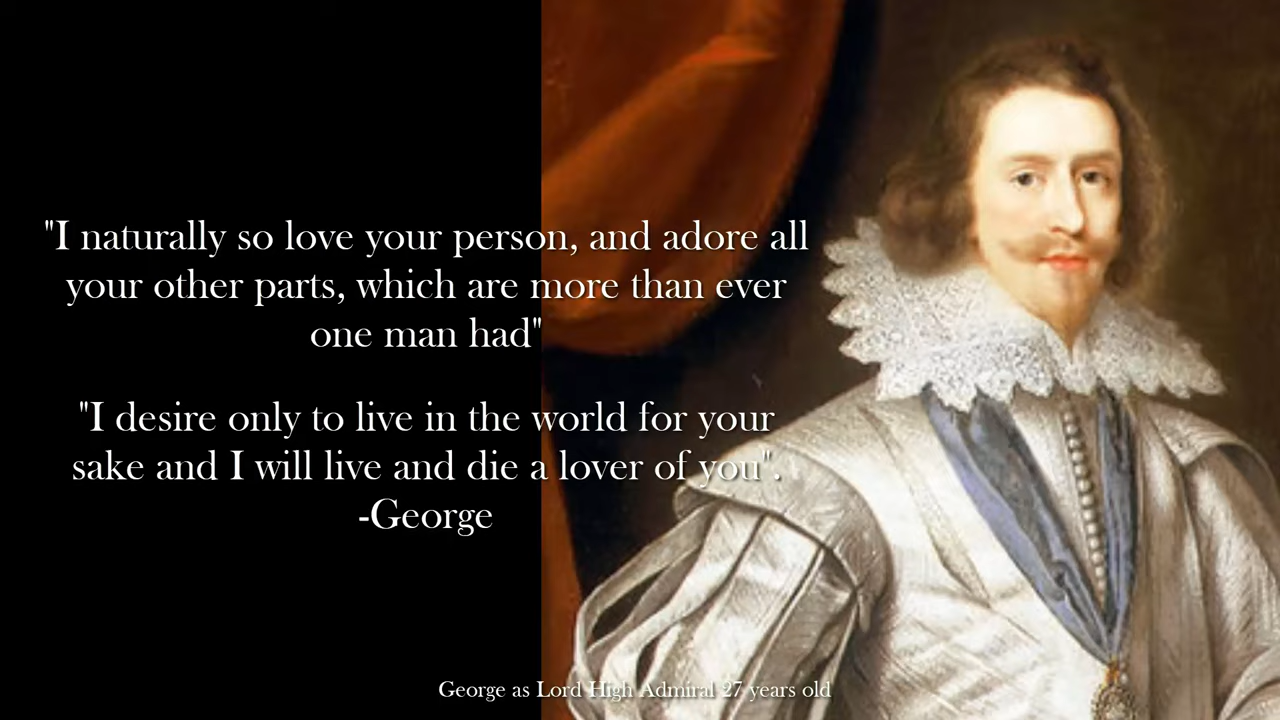 "I naturally so love your person, and adore all
your other parts, which are more than ever
one man had"
"I desire only to live in the world for your
sake and I will live and die a lover of you".
-George
George as Lord High Admiral 27 years old